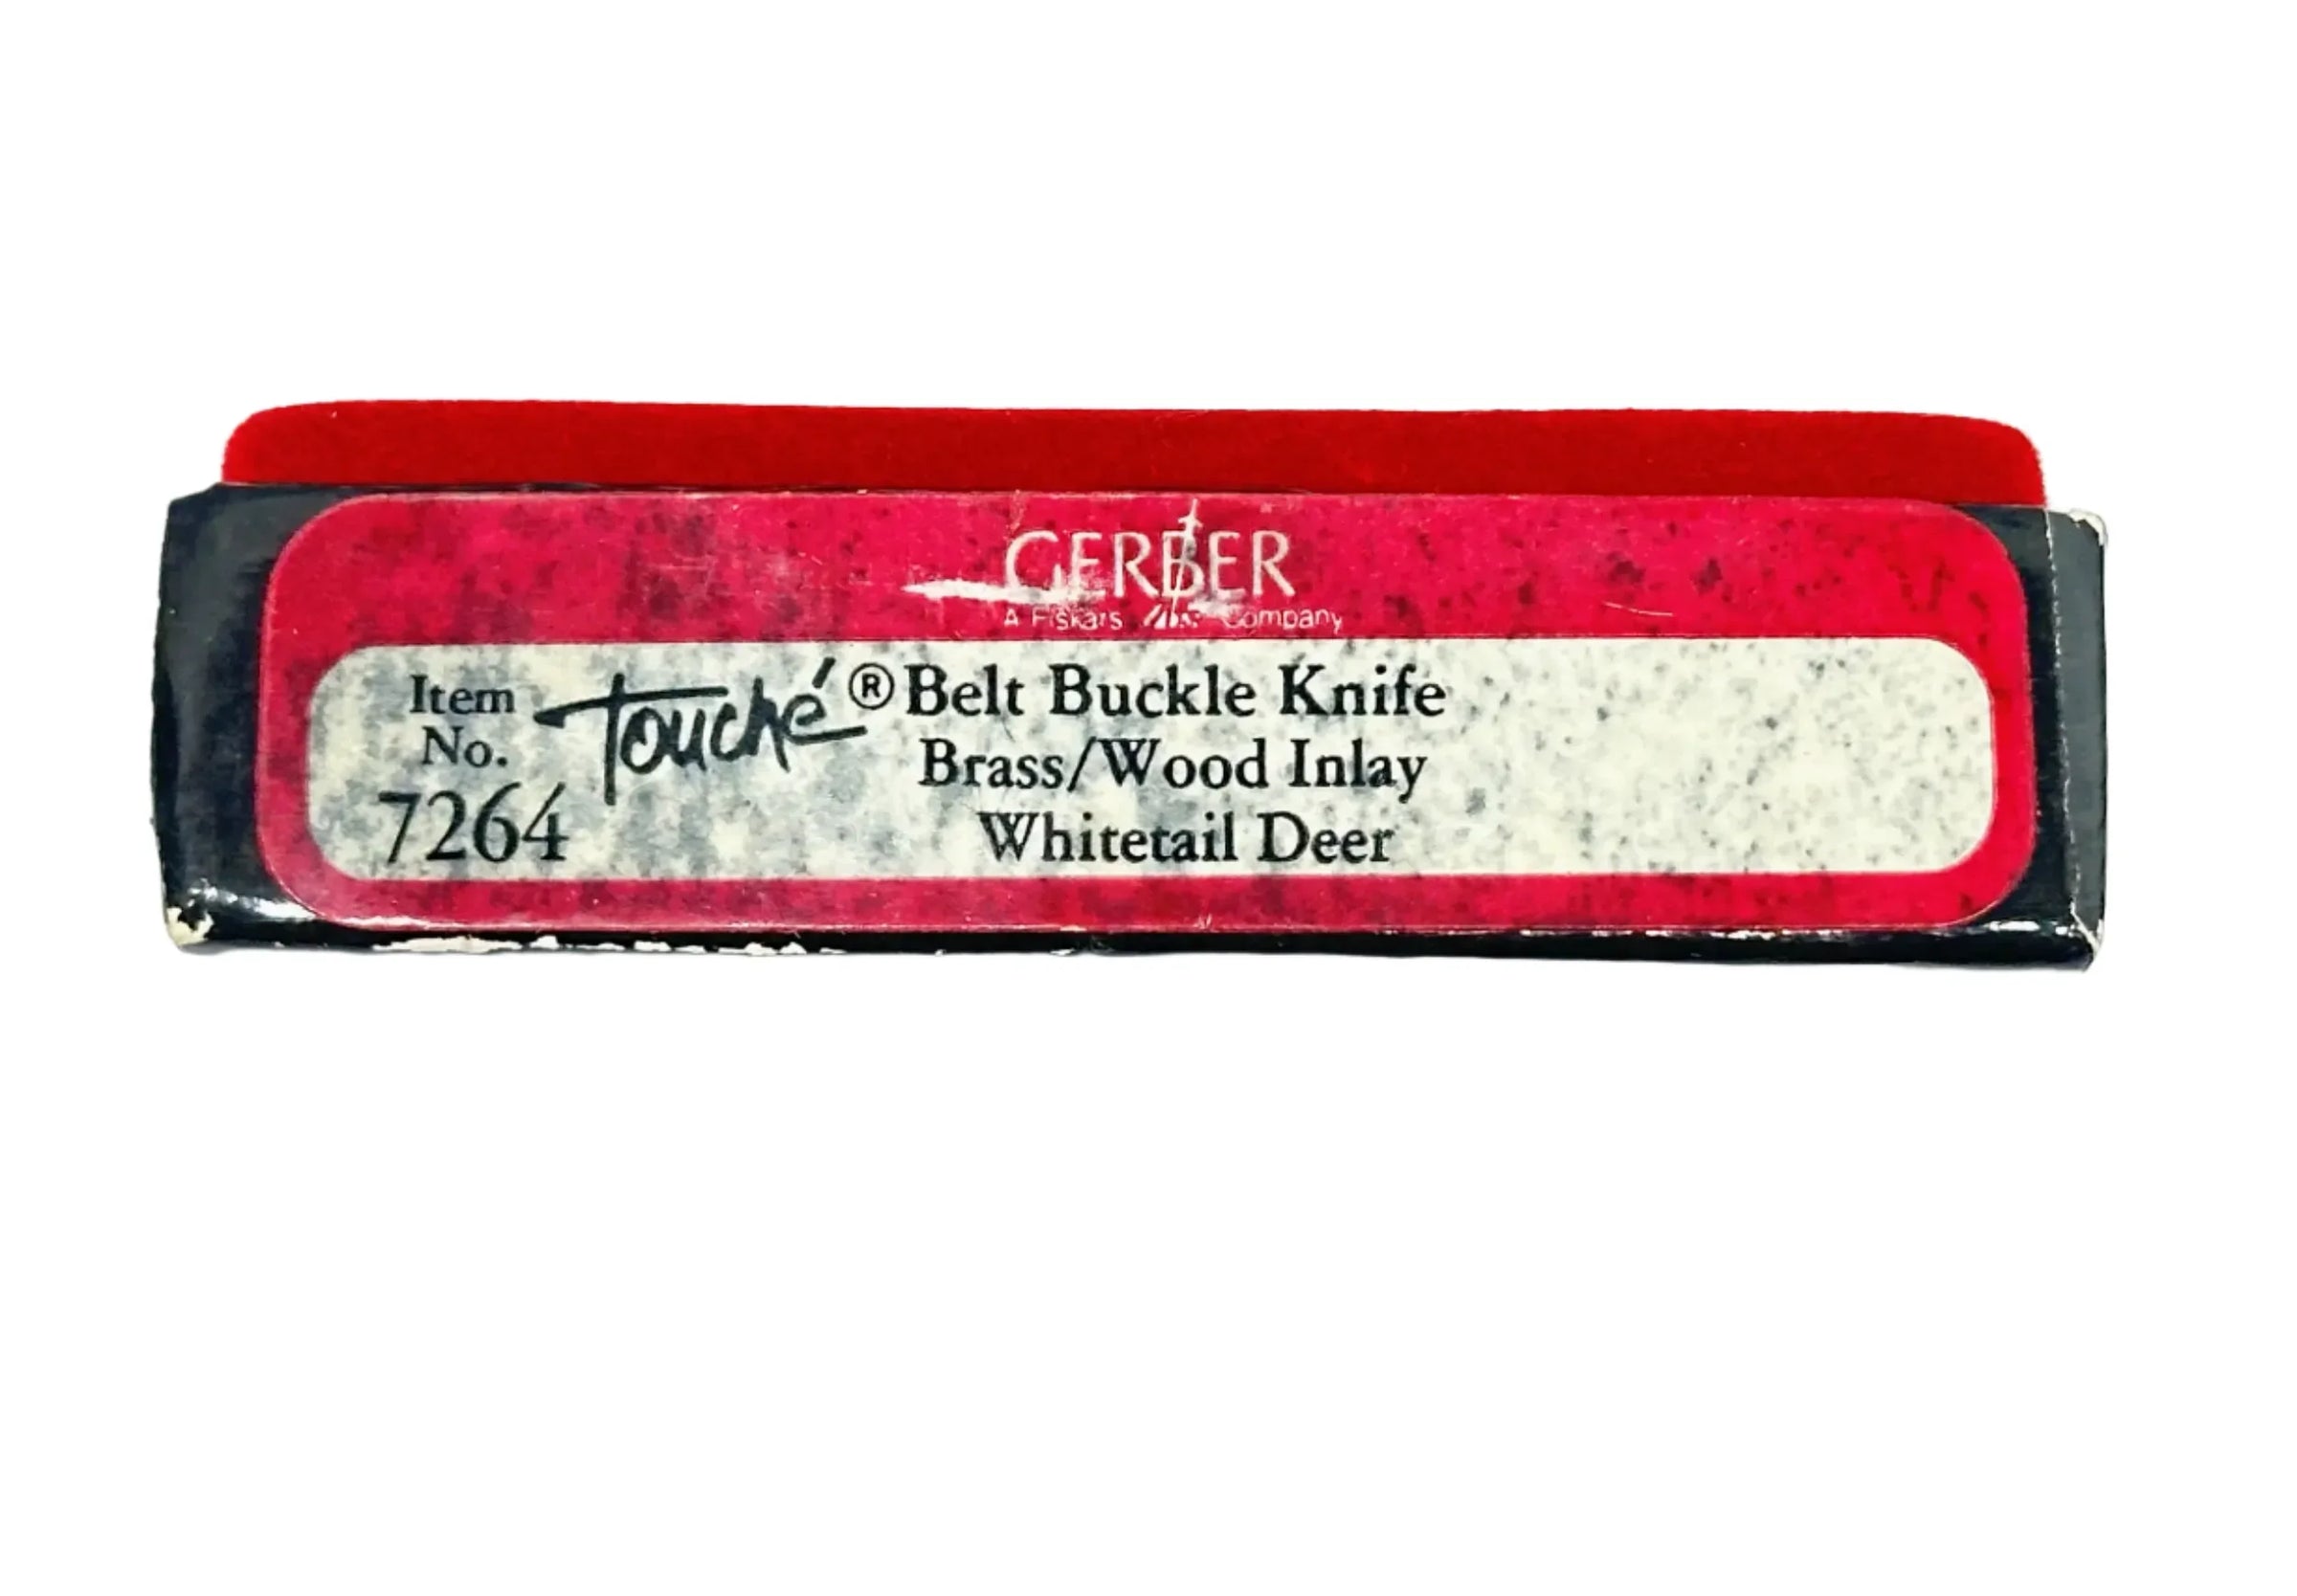 GERBER
A Fiskars Company
Item No. 7264
Touché® Belt Buckle Knife
Brass/Wood Inlay
Whitetail Deer